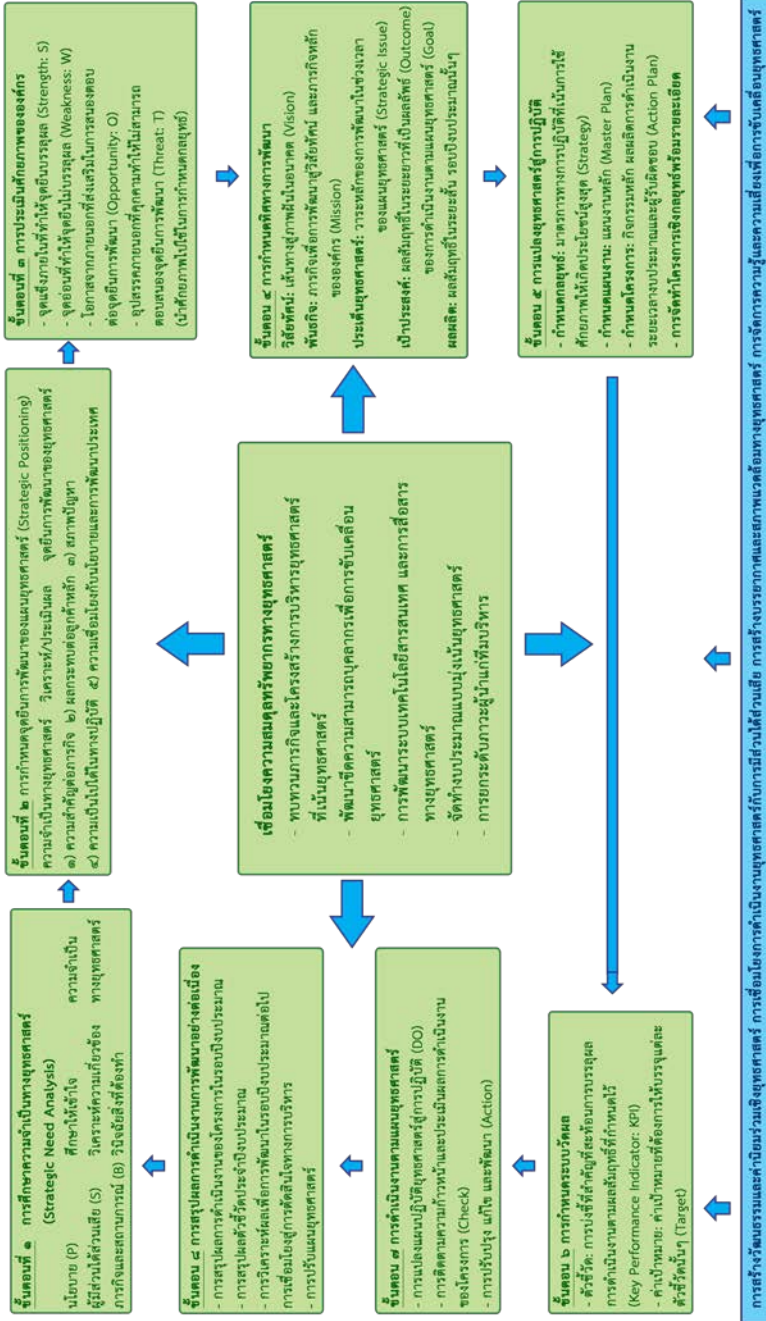 ขั้นตอนที่ ๑ การศึกษาความจำเป็นทางยุทธศาสตร์
(Strategic Need Analysis)
นโยบาย (P) ศึกษาให้เข้าใจ ความจำเป็น
ผู้มีส่วนได้ส่วนเสีย (S) วิเคราะห์ความเกี่ยวข้อง ทางยุทธศาสตร์
ภารกิจและสถานการณ์ (B) วินิจฉัยสิ่งที่ต้องทำ
ขั้นตอนที่ ๒ การกำหนดจุดยืนการพัฒนาของแผนยุทธศาสตร์ (Strategic Positioning)
ความจำเป็นทางยุทธศาสตร์ วิเคราะห์/ประเมินผล จุดยืนการพัฒนาของยุทธศาสตร์
๑) ความสำคัญต่อภารกิจ ๒) ผลกระทบต่อลูกค้าหลัก ๓) สภาพปัญหา
๔) ความเป็นไปได้ในทางปฏิบัติ ๕) ความเชื่อมโยงกับนโยบายและการพัฒนาประเทศ
ขั้นตอนที่ ๓ การประเมินศักยภาพขององค์กร
- จุดแข็งภายในที่ทำให้จุดยืนบรรลุผล (Strength: S)
- จุดอ่อนที่ทำให้จุดยืนไม่บรรลุผล (Weakness: W)
- โอกาสจากภายนอกที่ส่งเสริมในการสนองตอบ
ต่อจุดยืนการพัฒนา (Opportunity: O)
- อุปสรรคภายนอกที่คุกคามทำให้ไม่สามารถ
ตอบสนองจุดยืนการพัฒนา (Threat: T)
(นำศักยภาพไปใช้ในการกำหนดกลยุทธ์)
ขั้นตอน ๔ การกำหนดทิศทางการพัฒนา
วิสัยทัศน์: เส้นทางสู่ภาพฝันในอนาคต (Vision)
พันธกิจ: ภารกิจเพื่อการพัฒนาสู่วิสัยทัศน์ และภารกิจหลัก
ขององค์กร (Mission)
ประเด็นยุทธศาสตร์: วาระหลักของการพัฒนาในช่วงเวลา
ของแผนยุทธศาสตร์ (Strategic Issue)
เป้าประสงค์: ผลสัมฤทธิ์ในระยะยาวที่เป็นผลลัพธ์ (Outcome)
ของการดำเนินงานตามแผนยุทธศาสตร์ (Goal)
ผลผลิต: ผลสัมฤทธิ์ในระยะสั้น รอบปีงบประมาณนั้นๆ
ขั้นตอน ๕ การแปลงยุทธศาสตร์สู่การปฏิบัติ
- กำหนดกลยุทธ์: มาตรการทางการปฏิบัติที่เน้นการใช้
ศักยภาพให้เกิดประโยชน์สูงสุด (Strategy)
- กำหนดแผนงาน: แผนงานหลัก (Master Plan)
- กำหนดโครงการ: กิจกรรมหลัก ผลผลิตการดำเนินงาน
ระยะเวลางบประมาณและผู้รับผิดชอบ (Action Plan)
- การจัดทำโครงการเชิงกลยุทธ์พร้อมรายละเอียด
เชื่อมโยงความสมดุลทรัพยากรทางยุทธศาสตร์
- ทบทวนภารกิจและโครงสร้างการบริหารยุทธศาสตร์
ที่เน้นยุทธศาสตร์
- พัฒนาขีดความสามารถบุคลากรเพื่อการขับเคลื่อน
ยุทธศาสตร์
- การพัฒนาระบบเทคโนโลยีสารสนเทศ และการสื่อสาร
ทางยุทธศาสตร์
- จัดทำงบประมาณแบบมุ่งเน้นยุทธศาสตร์
- การยกระดับภาวะผู้นำแก่ทีมบริหาร
ขั้นตอน ๘ การสรุปผลการดำเนินงานการพัฒนาอย่างต่อเนื่อง
- การสรุปผลการดำเนินงานของโครงการในรอบปีงบประมาณ
- การสรุปผลตัวชี้วัดประจำปีงบประมาณ
- การวิเคราะห์ผลเพื่อการพัฒนาในรอบปีงบประมาณต่อไป
การเชื่อมโยงสู่การตัดสินใจทางการบริหาร
- การปรับแผนยุทธศาสตร์
ขั้นตอน ๗ การดำเนินงานตามแผนยุทธศาสตร์
- การแปลงแผนปฏิบัติยุทธศาสตร์สู่การปฏิบัติ (DO)
- การติดตามความก้าวหน้าและประเมินผลการดำเนินงาน
ของโครงการ (Check)
- การปรับปรุง แก้ไข และพัฒนา (Action)
ขั้นตอน ๖ การกำหนดระบบวัดผล
- ตัวชี้วัด: การบ่งชี้ที่สำคัญที่สะท้อนการบรรลุผล
การดำเนินงานตามผลสัมฤทธิ์ที่กำหนดไว้
(Key Performance Indicator: KPI)
- ค่าเป้าหมาย: ค่าเป้าหมายที่ต้องการให้บรรจุแต่ละ
ตัวชี้วัดนั้นๆ (Target)
การสร้างวัฒนธรรมและค่านิยมร่วมเชิงยุทธศาสตร์ การเชื่อมโยงการดำเนินงานยุทธศาสตร์กับการมีส่วนได้ส่วนเสีย การสร้างบรรยากาศและสภาพแวดล้อมทางยุทธศาสตร์ การจัดการความรู้และความเสี่ยงเพื่อการขับเคลื่อนยุทธศาสตร์